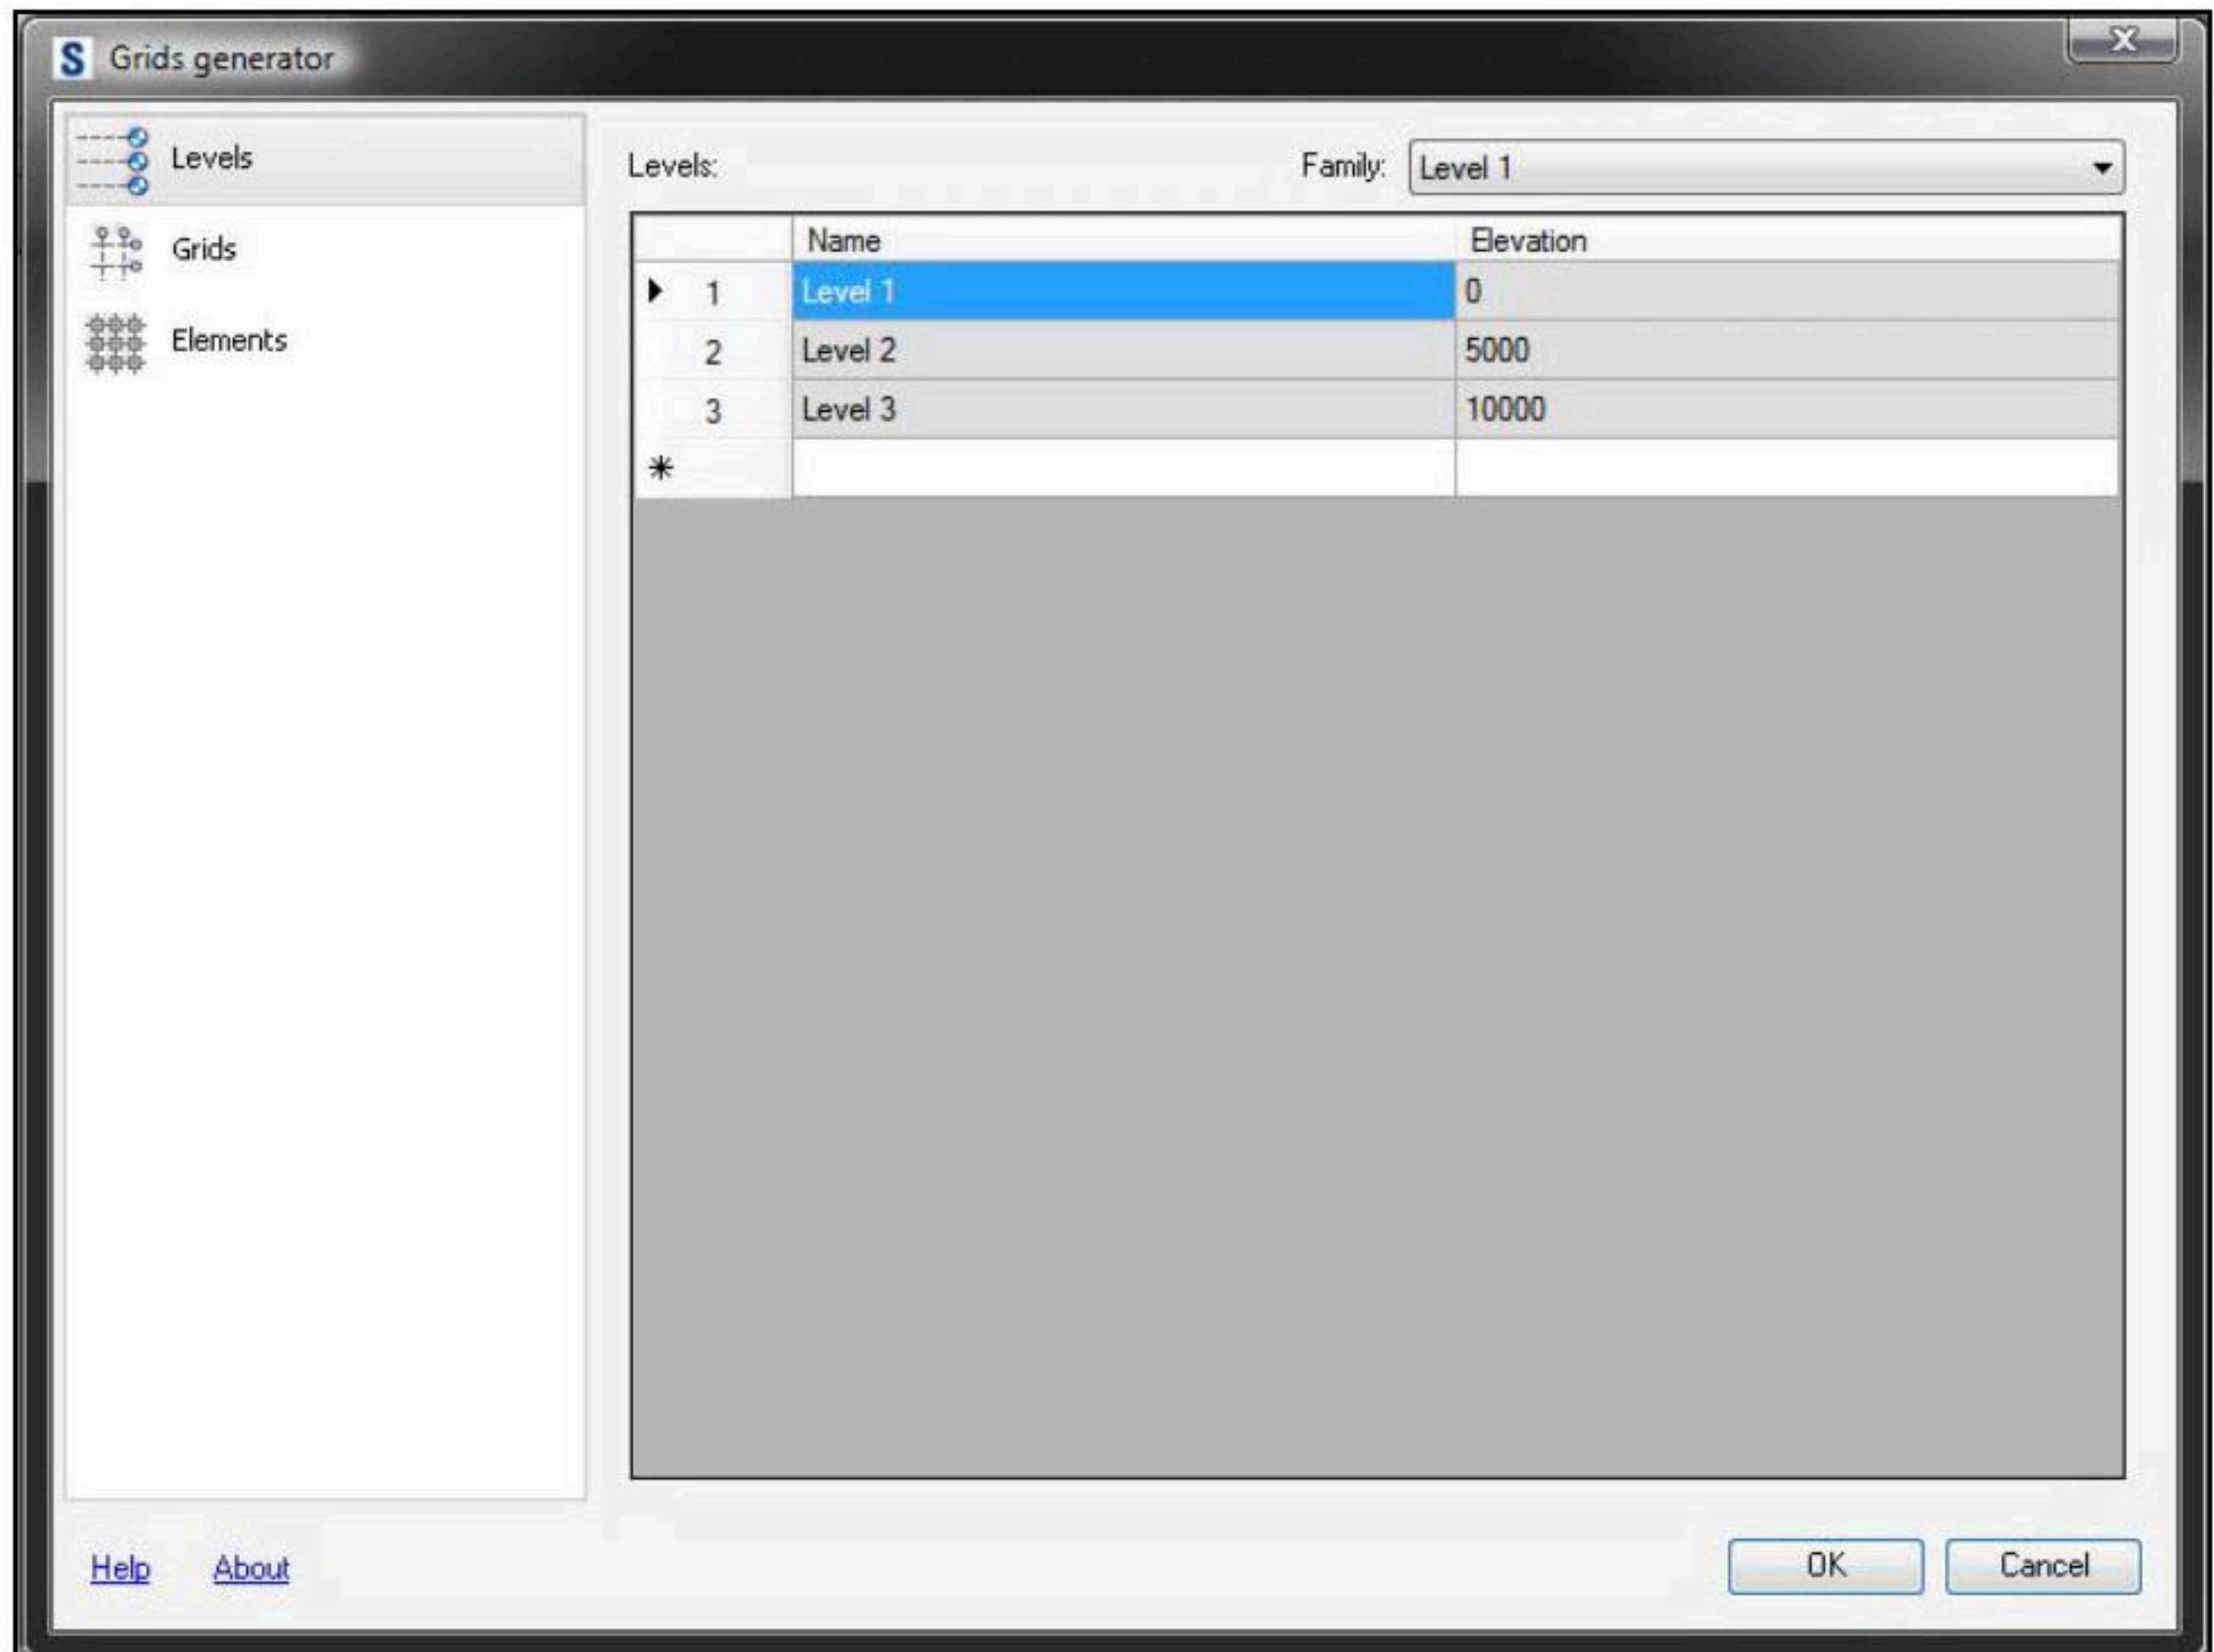 S Grids generator
X
Levels
Grids
Elements
Levels: Family: Level 1
Name Elevation
1 Level 1 0
2 Level 2 5000
3 Level 3 10000
*
Help About OK Cancel